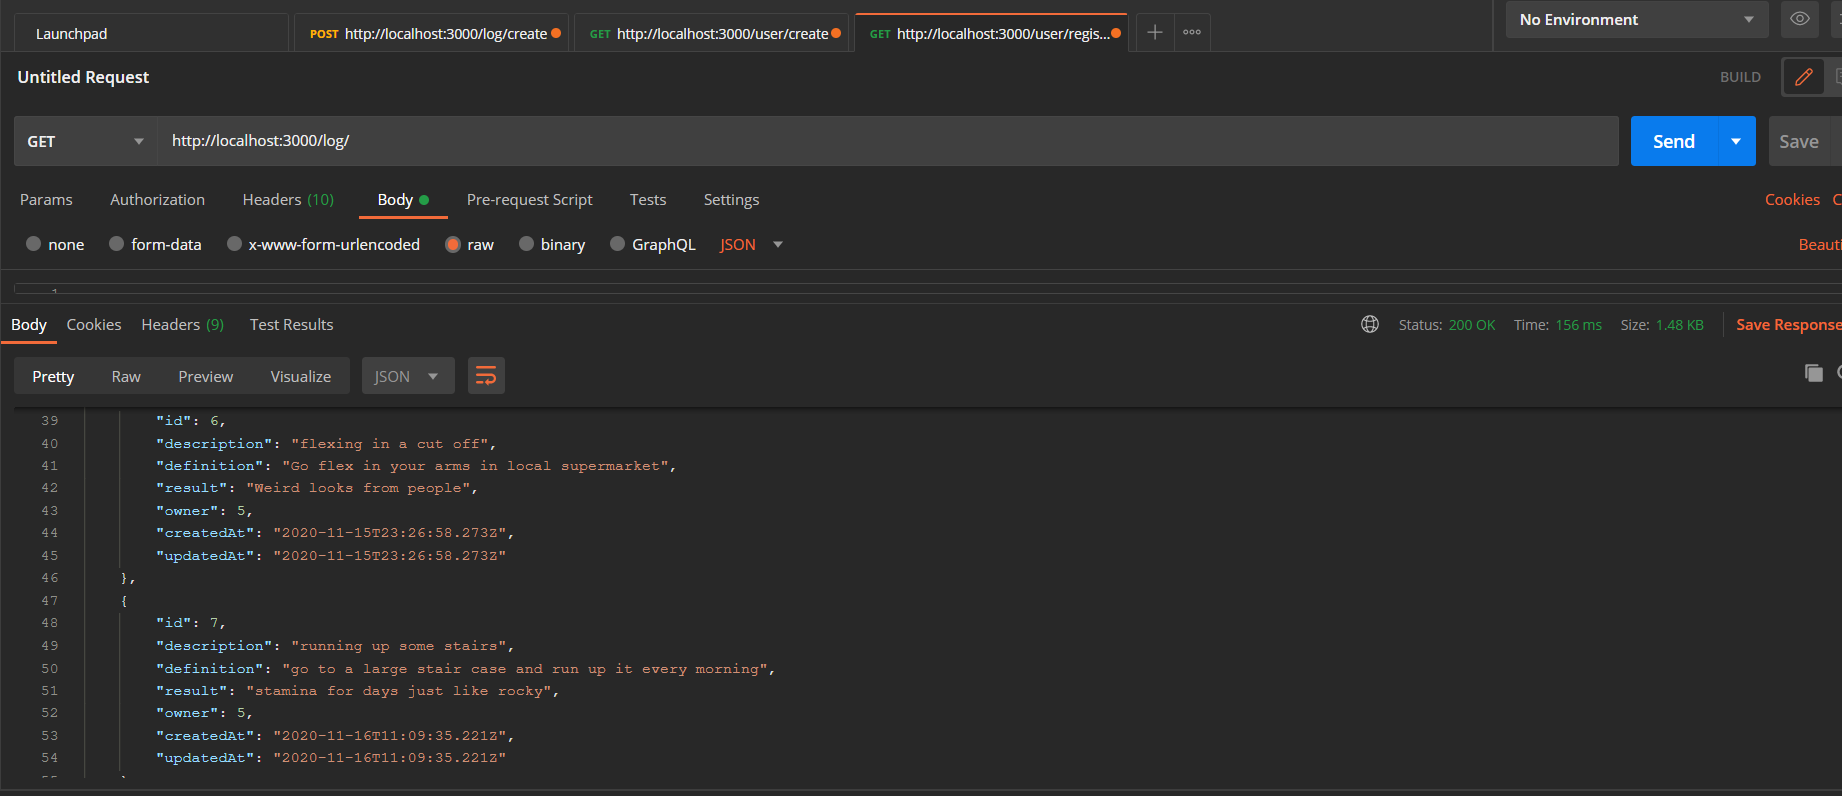 Launchpad POST http://localhost:3000/log/create GET http://localhost:3000/user/create GET http://localhost:3000/user/regis... No Environment
Untitled Request BUILD
GET http://localhost:3000/log/ Send Save
Params Authorization Headers (10) Body Pre-request Script Tests Settings Cookies C
none form-data x-www-form-urlencoded raw binary GraphQL JSON Beauti
1
Body Cookies Headers (9) Test Results Status: 200 OK Time: 156 ms Size: 1.48 KB Save Response
Pretty Raw Preview Visualize JSON
39 "id": 6,
40 "description": "flexing in a cut off",
41 "definition": "Go flex in your arms in local supermarket",
42 "result": "Weird looks from people",
43 "owner": 5,
44 "createdAt": "2020-11-15T23:26:58.273Z",
45 "updatedAt": "2020-11-15T23:26:58.273Z"
46 },
47 {
48 "id": 7,
49 "description": "running up some stairs",
50 "definition": "go to a large stair case and run up it every morning",
51 "result": "stamina for days just like rocky",
52 "owner": 5,
53 "createdAt": "2020-11-16T11:09:35.221Z",
54 "updatedAt": "2020-11-16T11:09:35.221Z"